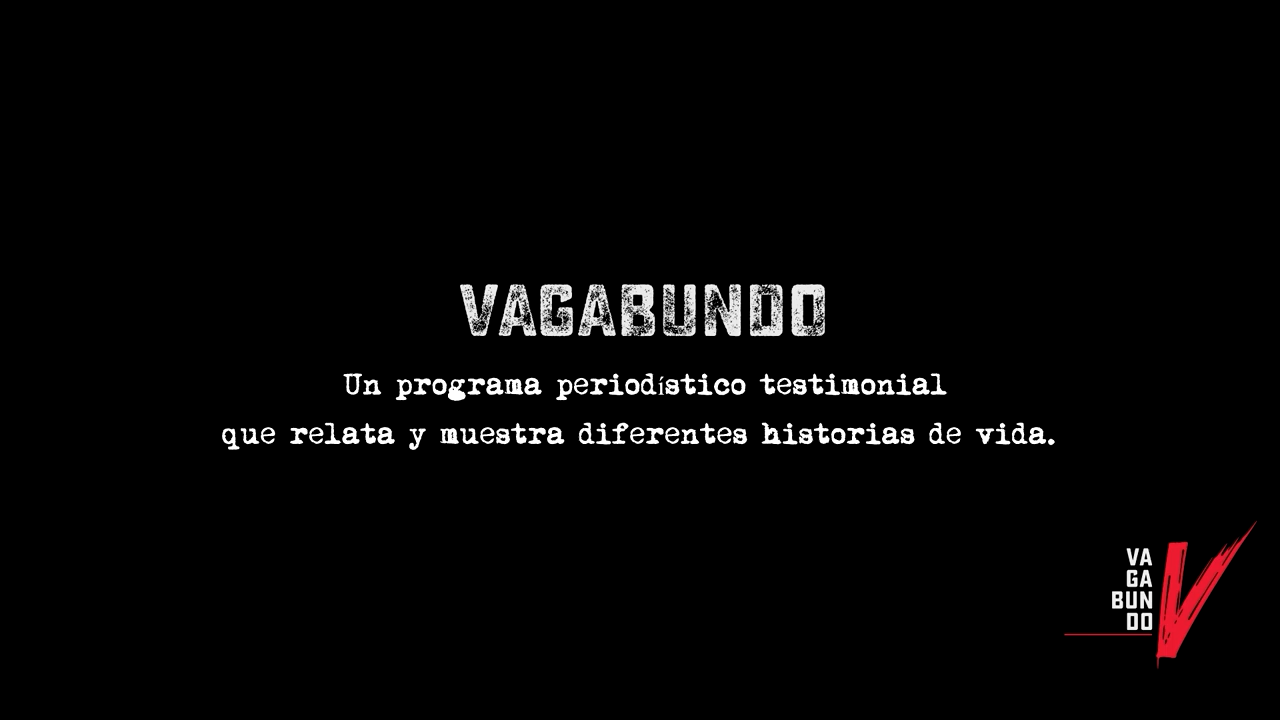 VAGABUNDO
Un programa periodístico testimonial
que relata y muestra diferentes historias de vida.
VA
GA
BUN
DO
V